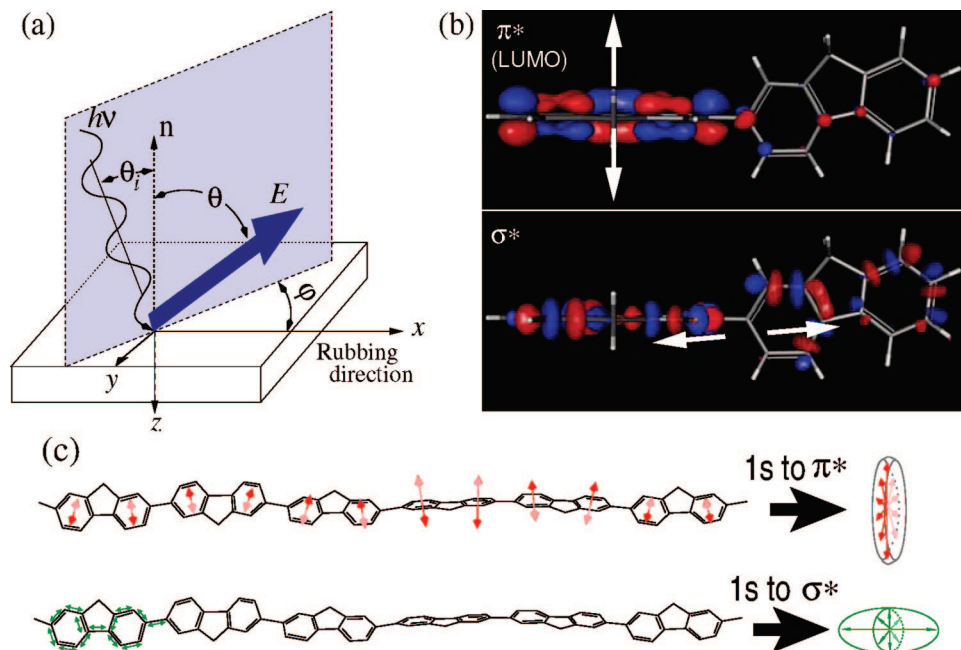 (a)
hν
n
θi
θ
E
φ
x
Rubbing
direction
y
z
(b)
π*
(LUMO)
σ*
(c)
1s to π*
1s to σ*